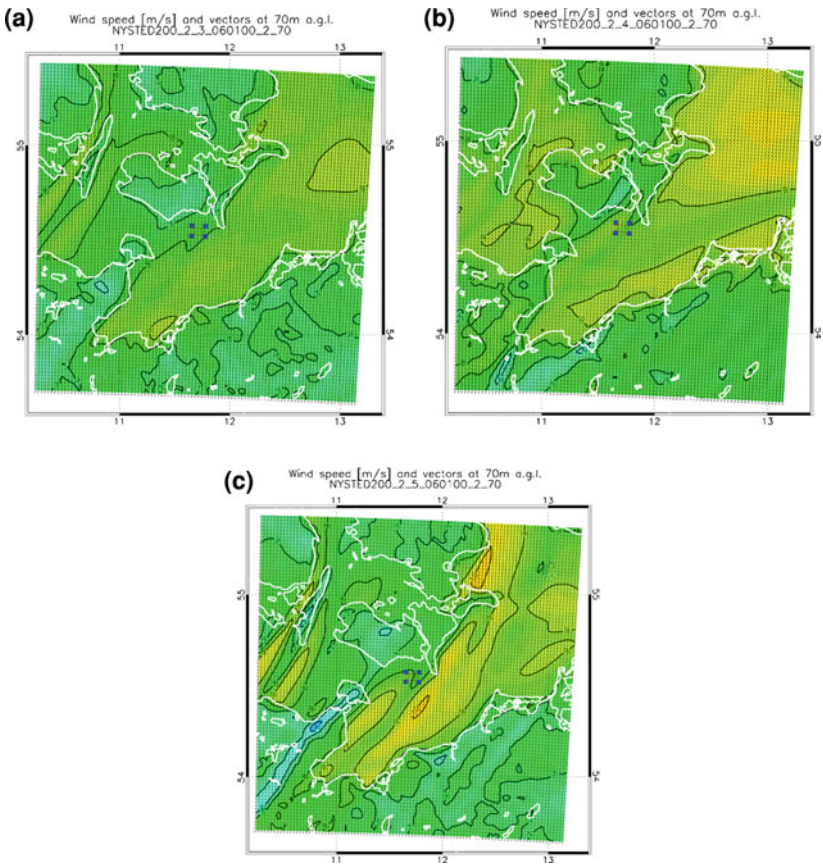 (a)
Wind speed [m/s] and vectors at 70m a.g.l.
NYSTED200_2_3_060100_2_70
11 12 13
55 55
54 54
11 12 13
(b)
Wind speed [m/s] and vectors at 70m a.g.l.
NYSTED200_2_4_060100_2_70
11 12 13
55 55
54 54
11 12 13
(c)
Wind speed [m/s] and vectors at 70m a.g.l.
NYSTED200_2_5_060100_2_70
11 12 13
55 55
54 54
11 12 13